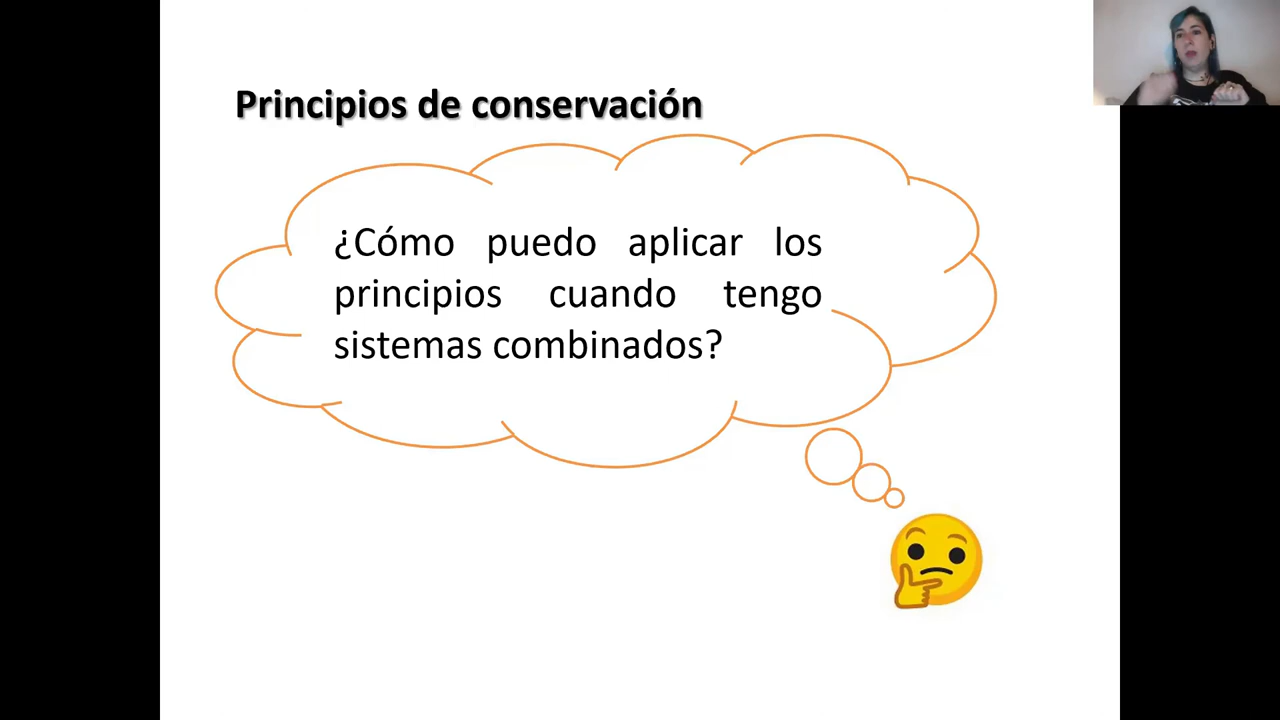 Principios de conservación
¿Cómo puedo aplicar los
principios cuando tengo
sistemas combinados?